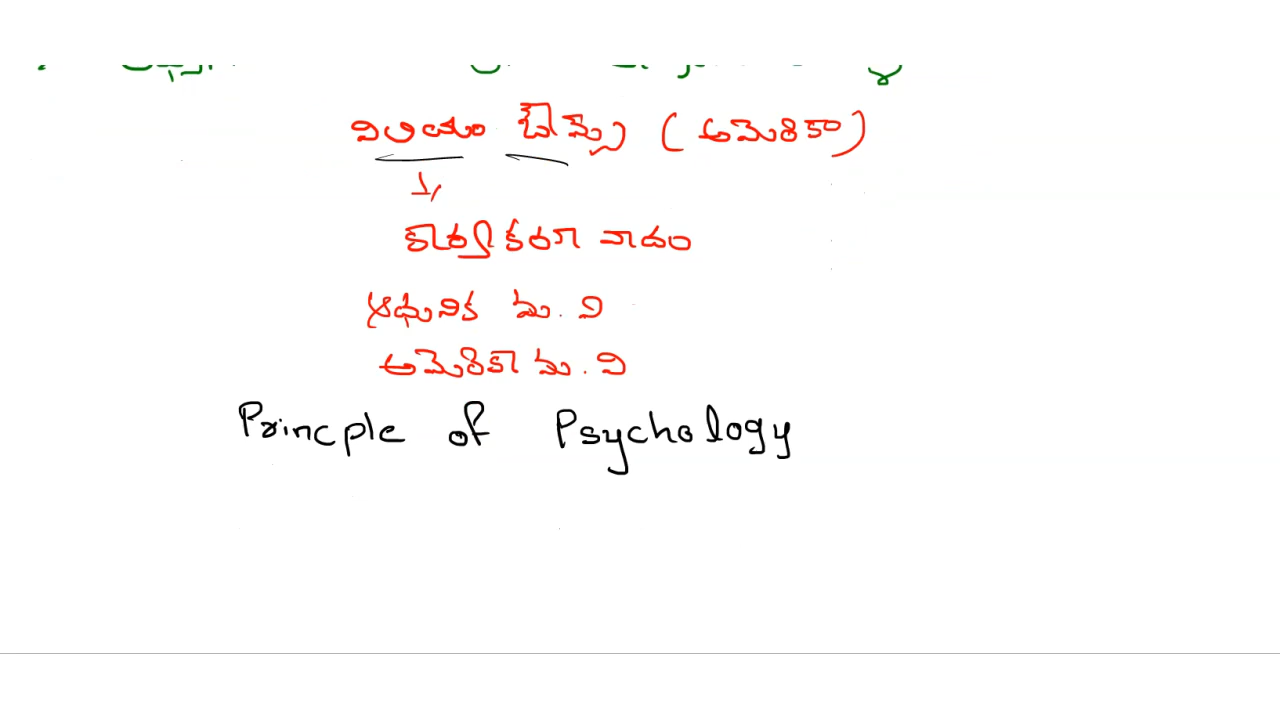 విలియం జేమ్స్ (అమెరికా)
కార్యకరణ వాదం
ఆధునిక మ. వి
అమెరికా మ. వి
Princple of Psychology